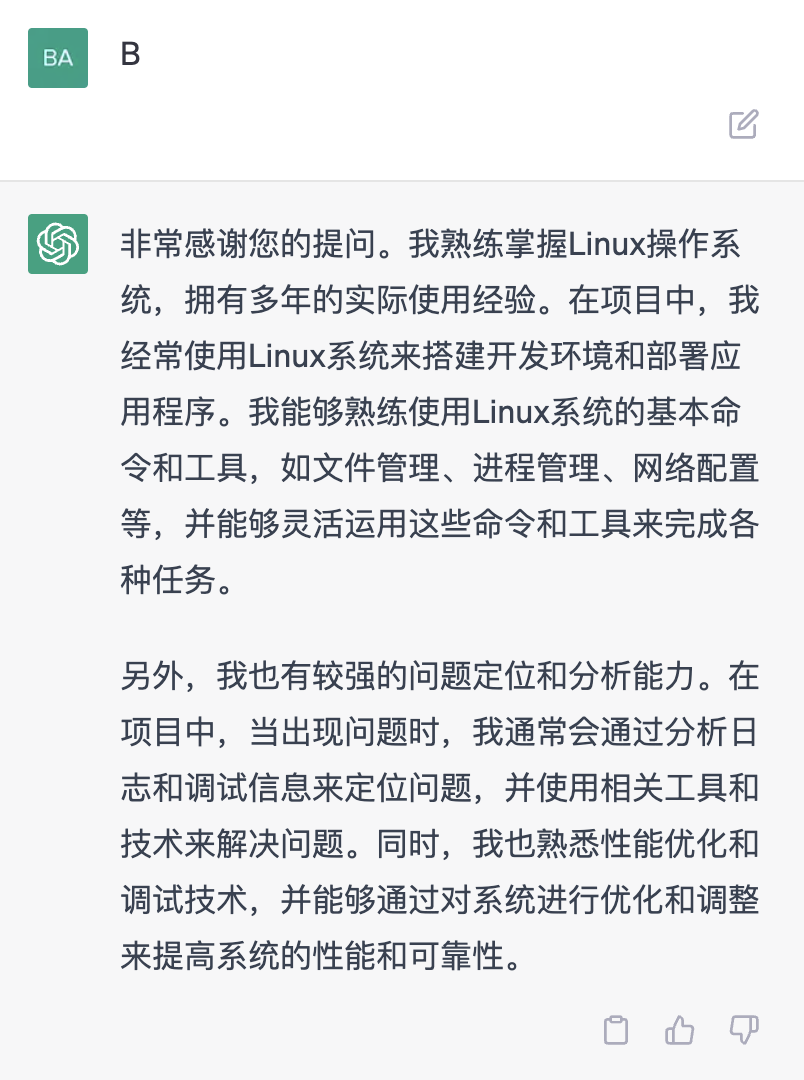 BA
B
非常感谢您的提问。我熟练掌握Linux操作系
统，拥有多年的实际使用经验。在项目中，我
经常使用Linux系统来搭建开发环境和部署应
用程序。我能够熟练使用Linux系统的基本命
令和工具，如文件管理、进程管理、网络配置
等，并能够灵活运用这些命令和工具来完成各
种任务。
另外，我也有较强的问题定位和分析能力。在
项目中，当出现问题时，我通常会通过分析日
志和调试信息来定位问题，并使用相关工具和
技术来解决问题。同时，我也熟悉性能优化和
调试技术，并能够通过对系统进行优化和调整
来提高系统的性能和可靠性。